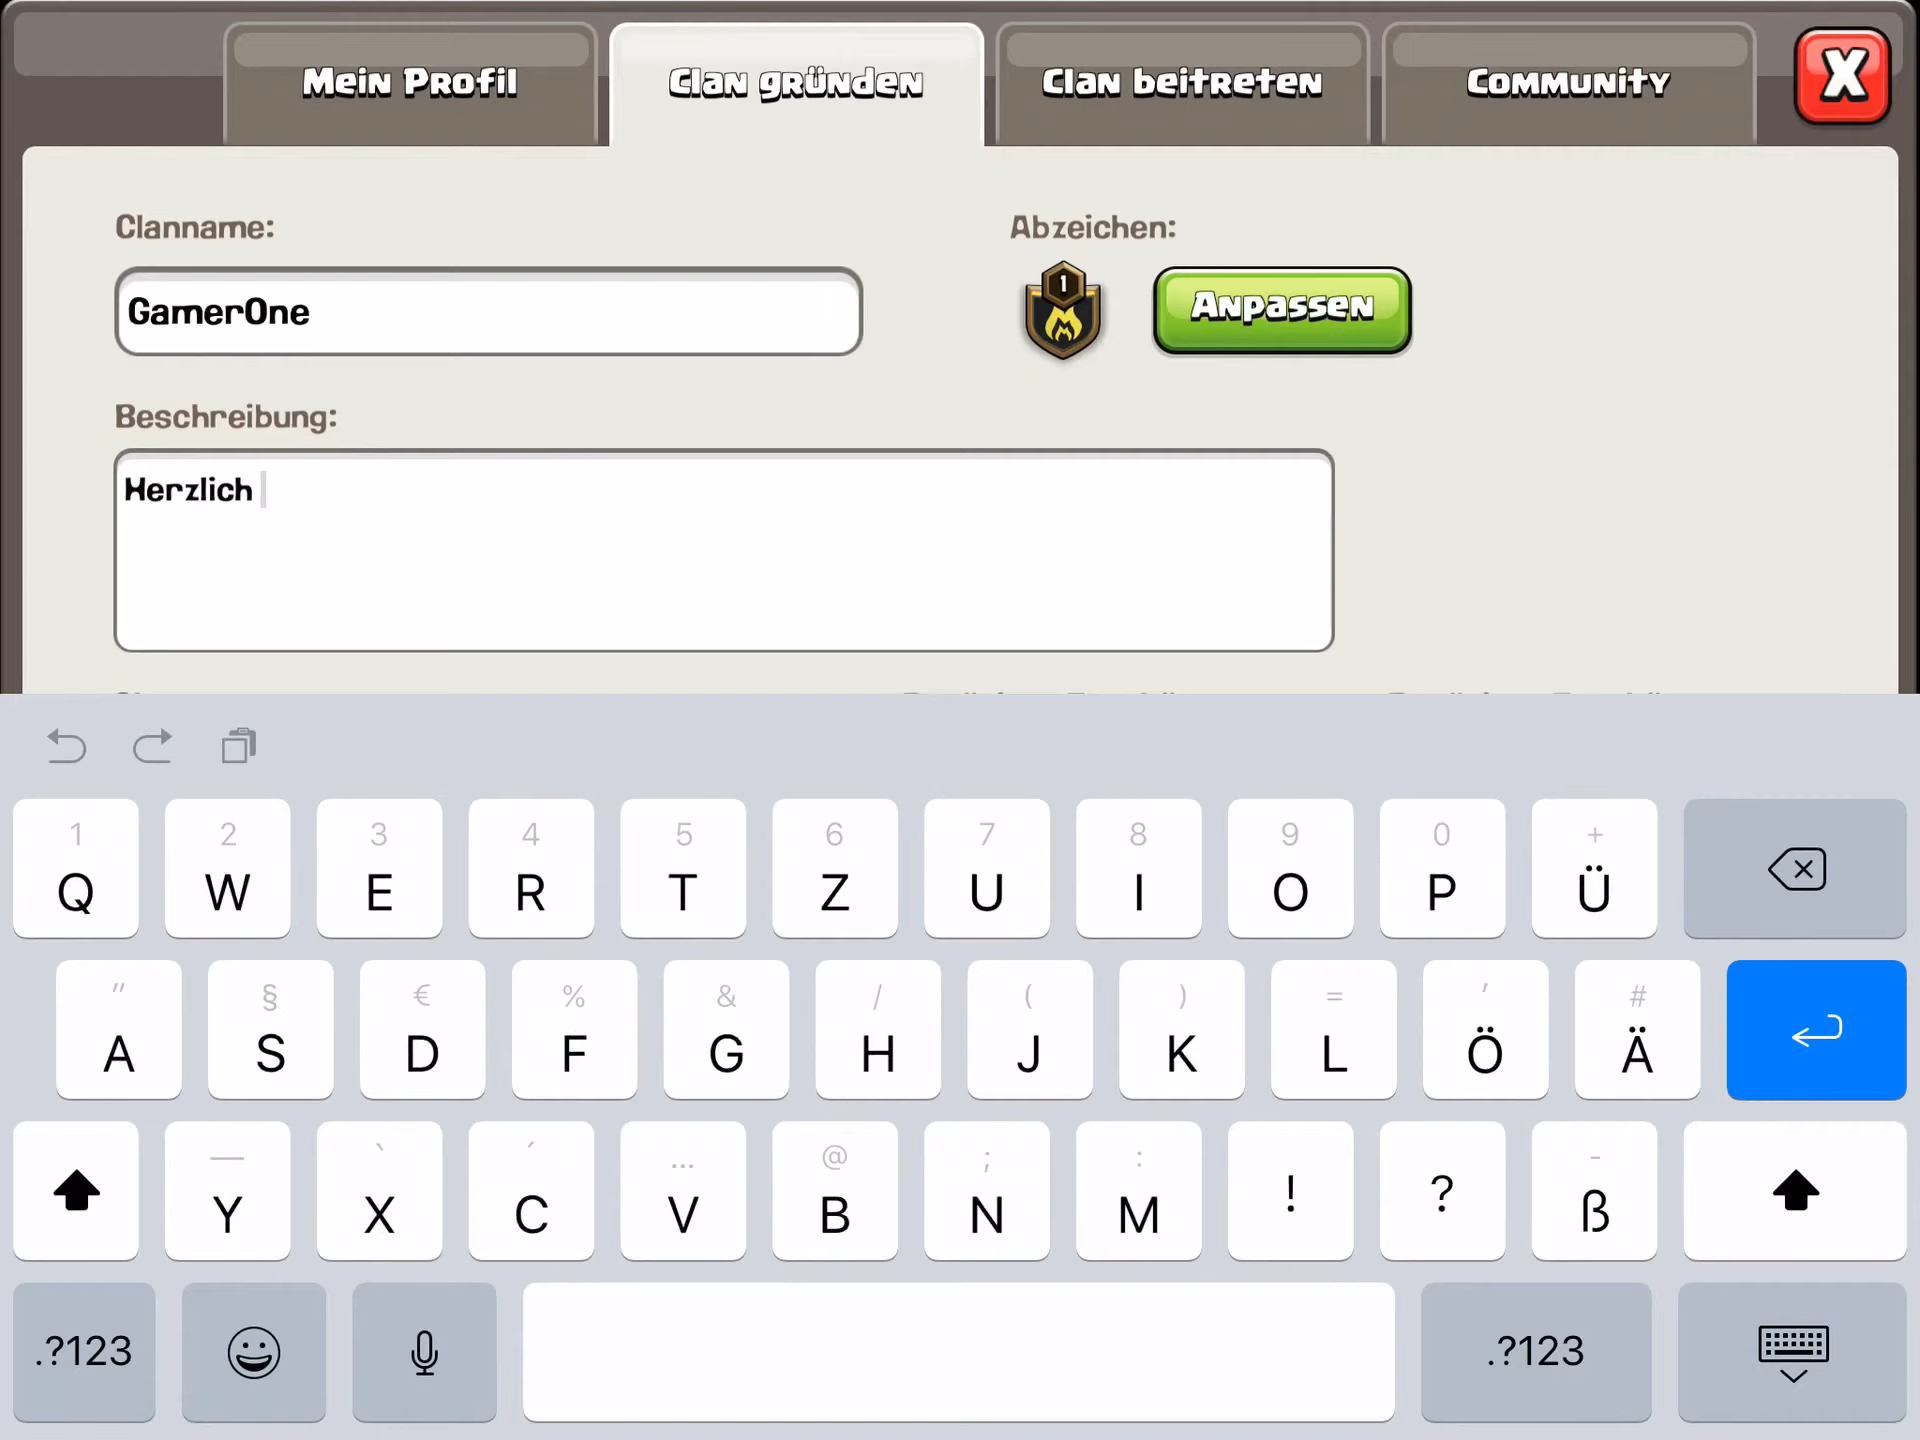 Mein Profil
Clan gründen
Clan beitreten
Community
X
Clanname:
Abzeichen:
GamerOne
1
Anpassen
Beschreibung:
Herzlich
1 2 3 4 5 6 7 8 9 0 +
Q W E R T Z U I O P Ü
" § € % & / ( ) = ' #
A S D F G H J K L Ö Ä
— ` ´ ... @ ; : -
Y X C V B N M ! ? ß
.?123 .?123